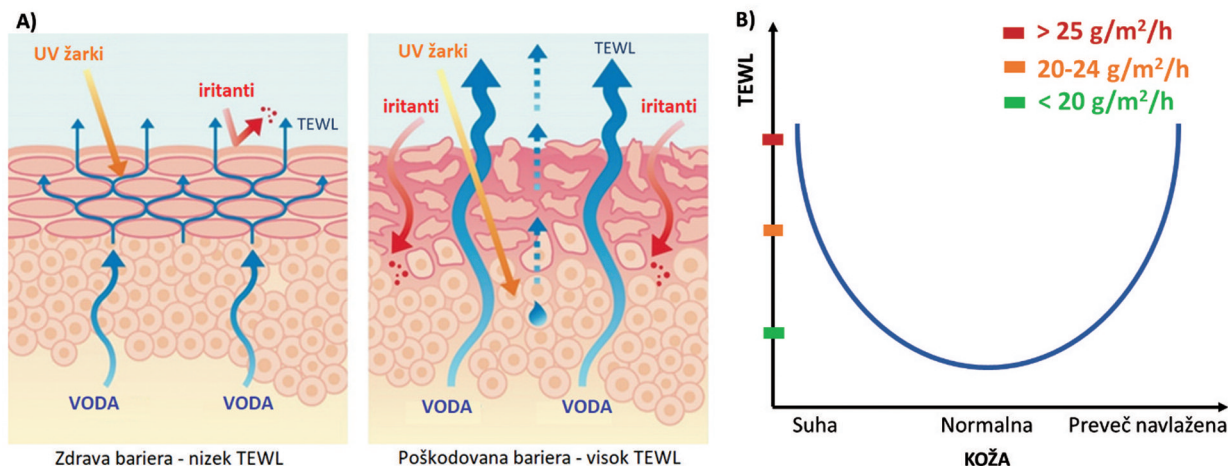 A)
UV žarki
iritanti
TEWL
VODA
VODA
Zdrava bariera - nizek TEWL
UV žarki
TEWL
iritanti
iritanti
VODA
VODA
Poškodovana bariera - visok TEWL
B)
TEWL
> 25 g/m²/h
20-24 g/m²/h
< 20 g/m²/h
Suha
Normalna
Preveč navlažena
KOŽA